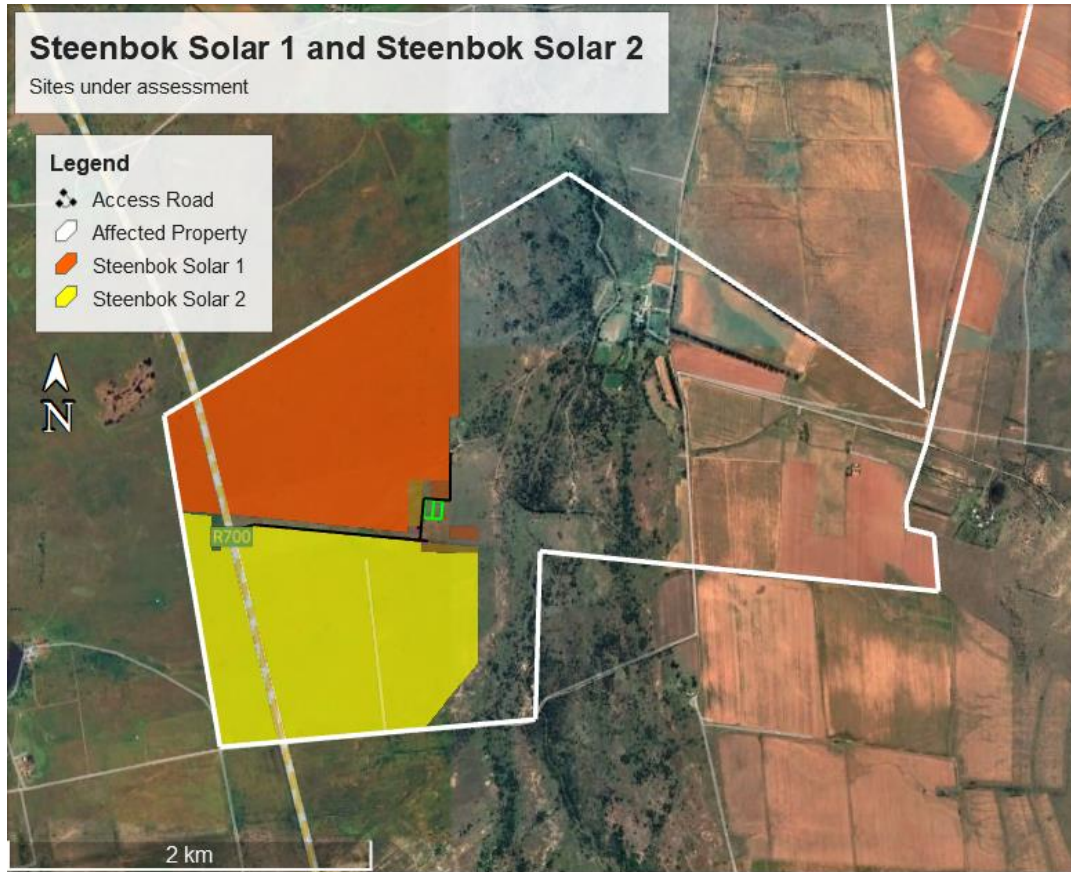 Steenbok Solar 1 and Steenbok Solar 2
Sites under assessment
Legend
Access Road
Affected Property
Steenbok Solar 1
Steenbok Solar 2
N
R700
2 km